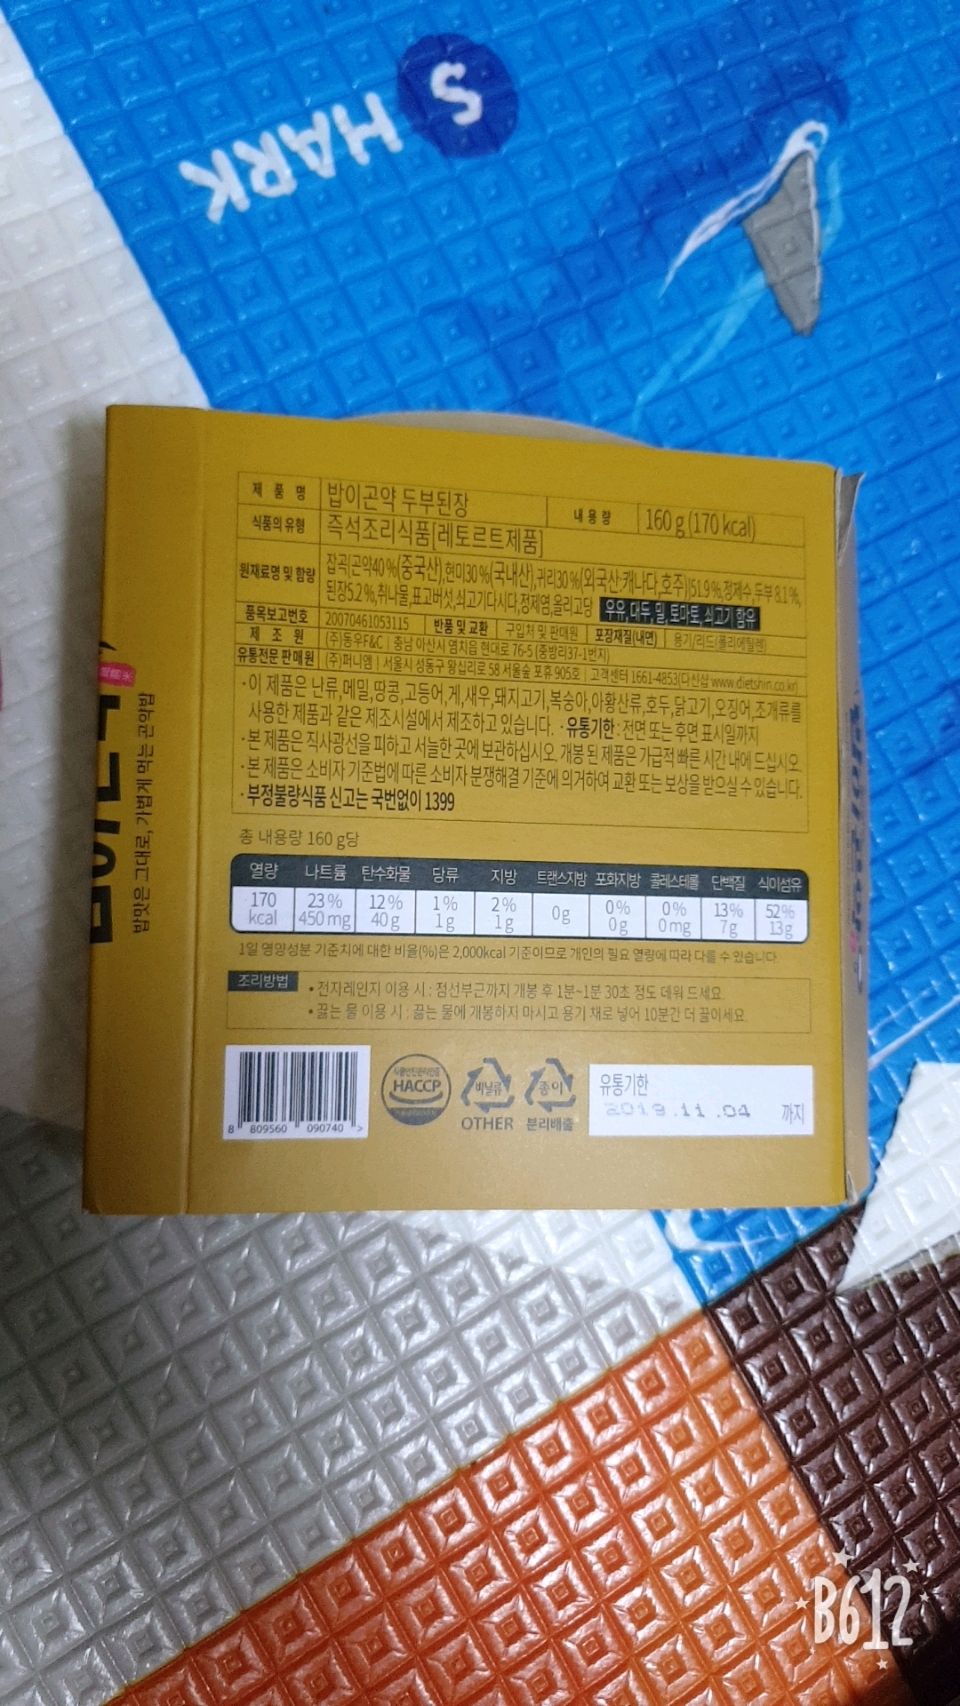 SHARK
제 품 명 밥이곤약 두부된장 내 용 량 160 g (170 kcal)
식품의 유형 즉석조리식품[레토르트제품]
원재료명 및 함량 잡곡[곤약40%(중국산),현미30%(국내산),귀리30%(외국산:캐나다,호주)]51.9%,정제수,두부 8.1%,
된장5.2%,취나물,표고버섯,쇠고기다시다,정제염,올리고당 우유,대두,밀,토마토,쇠고기 함유
품목보고번호 20070461053115 반품 및 교환 구입처 및 판매원 포장재질(내면) 용기/리드(폴리에틸렌)
제 조 원 (주)동우F&C | 충남 아산시 염치읍 현대로 76-5 (중방리37-1번지)
유통전문 판매원 (주)퍼니엠 | 서울시 성동구 왕십리로 58 서울숲 포휴 905호 | 고객센터 1661-4853(다신샵 www.dietshin.co.kr)
·이 제품은 난류,메밀,땅콩,고등어,게,새우,돼지고기,복숭아,아황산류,호두,닭고기,오징어,조개류를
사용한 제품과 같은 제조시설에서 제조하고 있습니다. ·유통기한 : 전면 또는 후면 표시일까지
·본 제품은 직사광선을 피하고 서늘한 곳에 보관하십시오. 개봉 된 제품은 가급적 빠른 시간 내에 드십시오.
·본 제품은 소비자 기준법에 따른 소비자 분쟁해결 기준에 의거하여 교환 또는 보상을 받으실 수 있습니다.
·부정불량식품 신고는 국번없이 1399
총 내용량 160 g당
열량 나트륨 탄수화물 당류 지방 트랜스지방 포화지방 콜레스테롤 단백질 식이섬유
170 23% 12% 1% 2% 0g 0% 0% 13% 52%
kcal 450 mg 40 g 1g 1g 0g 0 mg 7g 13g
1일 영양성분 기준치에 대한 비율(%)은 2,000kcal 기준이므로 개인의 필요 열량에 따라 다를 수 있습니다.
조리방법 • 전자레인지 이용 시 : 점선부근까지 개봉 후 1분~1분 30초 정도 데워 드세요.
• 끓는 물 이용 시 : 끓는 물에 개봉하지 마시고 용기 채로 넣어 10분간 더 끓이세요.
8 809560 090740 >
HACCP
비닐류
OTHER
종이
분리배출
유통기한
2019.11.04 까지
밥맛은 그대로, 가볍게 먹는 곤약밥
B612